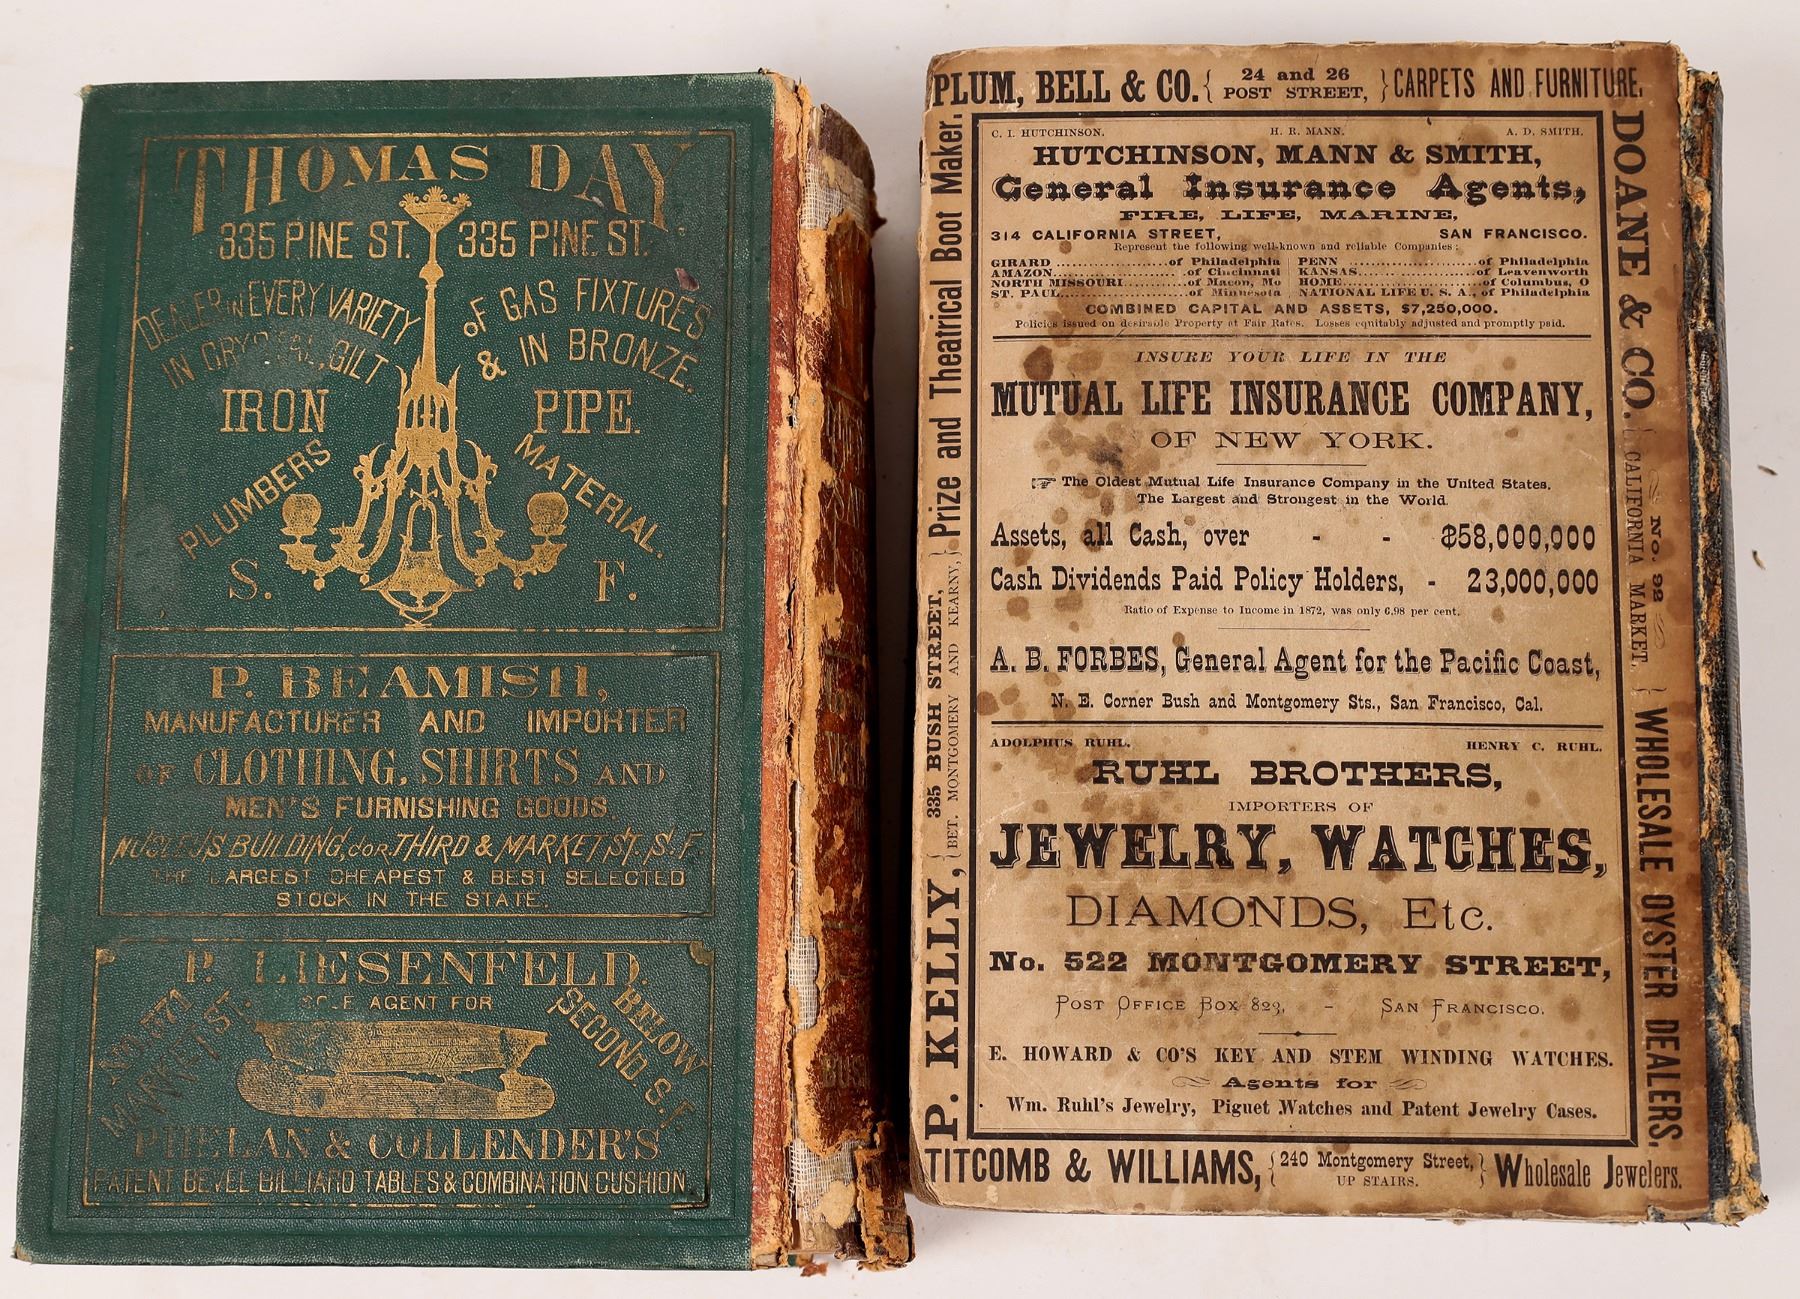 THOMAS DAY.
335 PINE ST. 335 PINE ST.
DEALER IN EVERY VARIETY OF GAS FIXTURES
IN CRYSTAL, GILT & IN BRONZE.
IRON PIPE.
PLUMBERS MATERIAL.
S. F.
P. BEAMISH,
MANUFACTURER AND IMPORTER
OF CLOTHING, SHIRTS AND
MEN'S FURNISHING GOODS.
NUCLEUS BUILDING, COR. THIRD & MARKET ST. S. F
THE LARGEST CHEAPEST & BEST SELECTED
STOCK IN THE STATE.
P. LIESENFELD.
SOLE AGENT FOR
NO. 571 MARKET ST. BELOW SECOND. S. F.
PHELAN & COLLENDER'S
PATENT BEVEL BILLIARD TABLES & COMBINATION CUSHION.
PLUM, BELL & CO. { 24 and 26 POST STREET, } CARPETS AND FURNITURE.
P. KELLY, { 335 BUSH STREET, BET. MONTGOMERY AND KEARNY, } Prize and Theatrical Boot Maker.
C. I. HUTCHINSON. H. R. MANN. A. D. SMITH.
HUTCHINSON, MANN & SMITH,
General Insurance Agents,
FIRE, LIFE, MARINE,
314 CALIFORNIA STREET, SAN FRANCISCO.
Represent the following well-known and reliable Companies:
GIRARD of Philadelphia PENN of Philadelphia
AMAZON of Cincinnati KANSAS of Leavenworth
NORTH MISSOURI of Macon, Mo HOME of Columbus, O
ST. PAUL of Minnesota NATIONAL LIFE U. S. A., of Philadelphia
COMBINED CAPITAL AND ASSETS, $7,250,000.
Policies issued on desirable Property at Fair Rates. Losses equitably adjusted and promptly paid.
INSURE YOUR LIFE IN THE
MUTUAL LIFE INSURANCE COMPANY,
OF NEW YORK.
☞ The Oldest Mutual Life Insurance Company in the United States.
The Largest and Strongest in the World.
Assets, all Cash, over - - $58,000,000
Cash Dividends Paid Policy Holders, - 23,000,000
Ratio of Expense to Income in 1872, was only 6.98 per cent.
A. B. FORBES, General Agent for the Pacific Coast,
N. E. Corner Bush and Montgomery Sts., San Francisco, Cal.
ADOLPHUS RUHL. HENRY C. RUHL.
RUHL BROTHERS,
IMPORTERS OF
JEWELRY, WATCHES,
DIAMONDS, Etc.
No. 522 MONTGOMERY STREET,
POST OFFICE BOX 823, - SAN FRANCISCO.
E. HOWARD & CO'S KEY AND STEM WINDING WATCHES.
Agents for
Wm. Ruhl's Jewelry, Piguet Watches and Patent Jewelry Cases.
DOANE & CO. { No. 92 CALIFORNIA MARKET. } WHOLESALE OYSTER DEALERS.
TITCOMB & WILLIAMS, { 240 Montgomery Street, UP STAIRS. } Wholesale Jewelers.